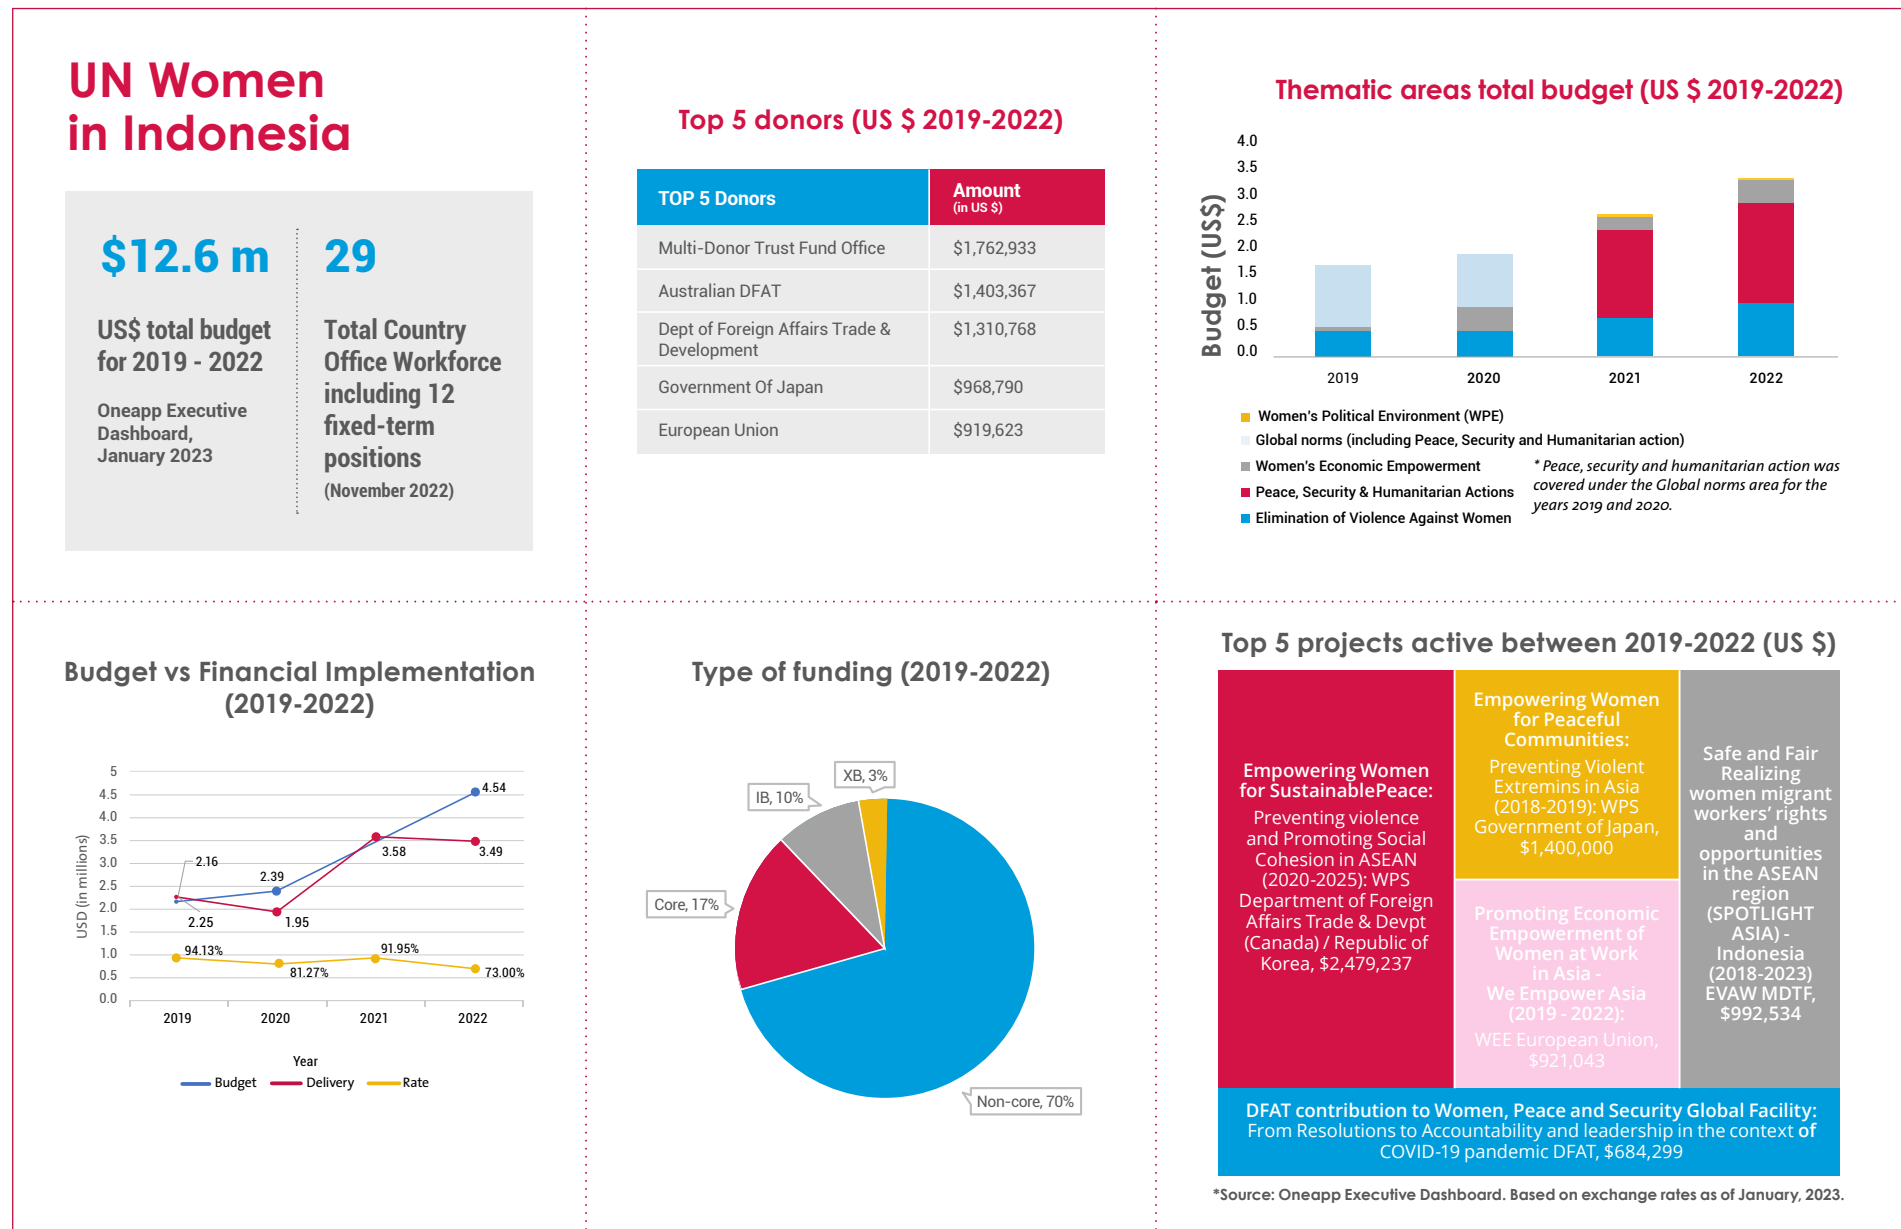 UN Women
in Indonesia
$12.6 m
US$ total budget
for 2019 - 2022
Oneapp Executive
Dashboard,
January 2023
29
Total Country
Office Workforce
including 12
fixed-term
positions
(November 2022)
Top 5 donors (US $ 2019-2022)
TOP 5 Donors
Amount
(in US $)
Multi-Donor Trust Fund Office $1,762,933
Australian DFAT $1,403,367
Dept of Foreign Affairs Trade & $1,310,768
Development
Government Of Japan $968,790
European Union $919,623
Thematic areas total budget (US $ 2019-2022)
Budget (US$)
4.0
3.5
3.0
2.5
2.0
1.5
1.0
0.5
0.0
2019 2020 2021 2022
Women's Political Environment (WPE)
Global norms (including Peace, Security and Humanitarian action)
Women's Economic Empowerment
Peace, Security & Humanitarian Actions
Elimination of Violence Against Women
* Peace, security and humanitarian action was
covered under the Global norms area for the
years 2019 and 2020.
Budget vs Financial Implementation
(2019-2022)
USD (in millions)
5
4.5
4.0
3.5
3.0
2.5
2.0
1.5
1.0
0.5
0.0
2.16
2.25
2.39
1.95
3.58
4.54
3.49
94.13%
81.27%
91.95%
73.00%
2019 2020 2021 2022
Year
Budget Delivery Rate
Type of funding (2019-2022)
XB, 3%
IB, 10%
Core, 17%
Non-core, 70%
Top 5 projects active between 2019-2022 (US $)
Empowering Women
for SustainablePeace:
Preventing violence
and Promoting Social
Cohesion in ASEAN
(2020-2025): WPS
Department of Foreign
Affairs Trade & Devpt
(Canada) / Republic of
Korea, $2,479,237
Empowering Women
for Peaceful
Communities:
Preventing Violent
Extremins in Asia
(2018-2019): WPS
Government of Japan,
$1,400,000
Promoting Economic
Empowerment of
Women at Work
in Asia -
We Empower Asia
(2019 - 2022):
WEE European Union,
$921,043
Safe and Fair
Realizing
women migrant
workers' rights
and
opportunities
in the ASEAN
region
(SPOTLIGHT
ASIA) -
Indonesia
(2018-2023)
EVAW MDTF,
$992,534
DFAT contribution to Women, Peace and Security Global Facility:
From Resolutions to Accountability and leadership in the context of
COVID-19 pandemic DFAT, $684,299
*Source: Oneapp Executive Dashboard. Based on exchange rates as of January, 2023.